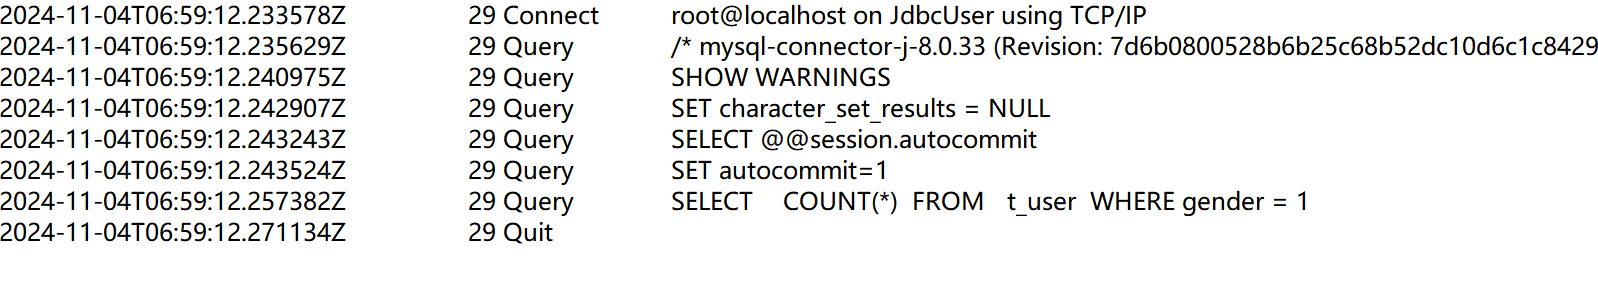 2024-11-04T06:59:12.233578Z 29 Connect root@localhost on JdbcUser using TCP/IP
2024-11-04T06:59:12.235629Z 29 Query /* mysql-connector-j-8.0.33 (Revision: 7d6b0800528b6b25c68b52dc10d6c1c8429
2024-11-04T06:59:12.240975Z 29 Query SHOW WARNINGS
2024-11-04T06:59:12.242907Z 29 Query SET character_set_results = NULL
2024-11-04T06:59:12.243243Z 29 Query SELECT @@session.autocommit
2024-11-04T06:59:12.243524Z 29 Query SET autocommit=1
2024-11-04T06:59:12.257382Z 29 Query SELECT COUNT(*) FROM t_user WHERE gender = 1
2024-11-04T06:59:12.271134Z 29 Quit